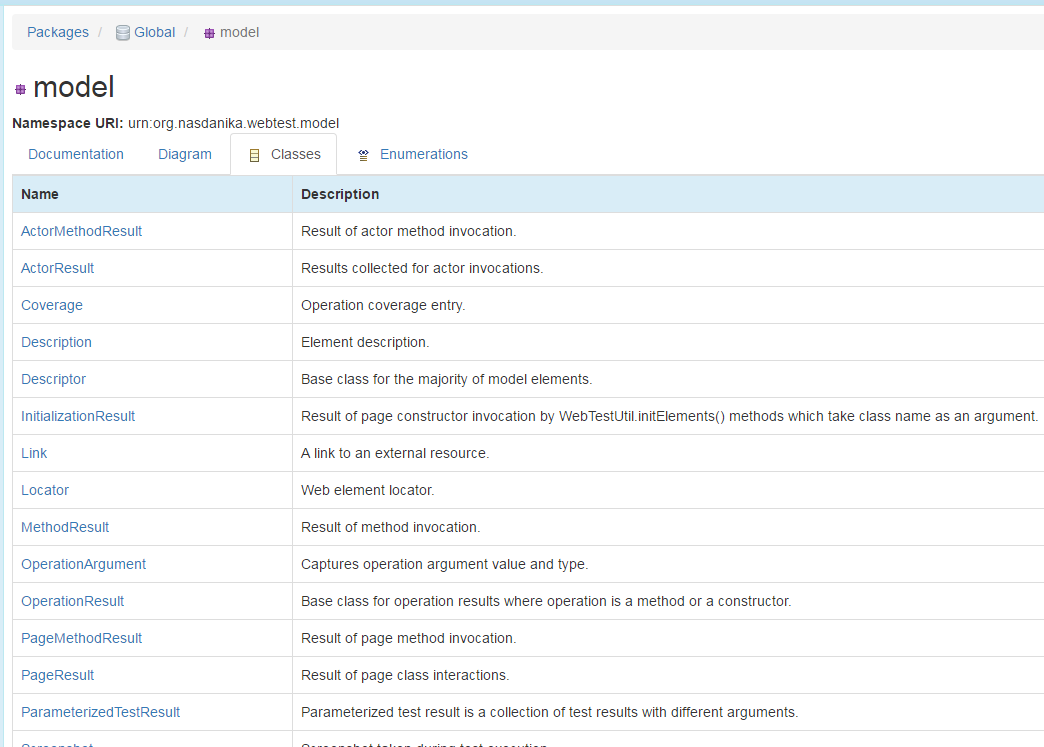 Packages / Global / model
model
Namespace URI: urn:org.nasdanika.webtest.model
Documentation Diagram Classes Enumerations
Name Description
ActorMethodResult Result of actor method invocation.
ActorResult Results collected for actor invocations.
Coverage Operation coverage entry.
Description Element description.
Descriptor Base class for the majority of model elements.
InitializationResult Result of page constructor invocation by WebTestUtil.initElements() methods which take class name as an argument.
Link A link to an external resource.
Locator Web element locator.
MethodResult Result of method invocation.
OperationArgument Captures operation argument value and type.
OperationResult Base class for operation results where operation is a method or a constructor.
PageMethodResult Result of page method invocation.
PageResult Result of page class interactions.
ParameterizedTestResult Parameterized test result is a collection of test results with different arguments.
Screenshot Screenshot taken during test execution